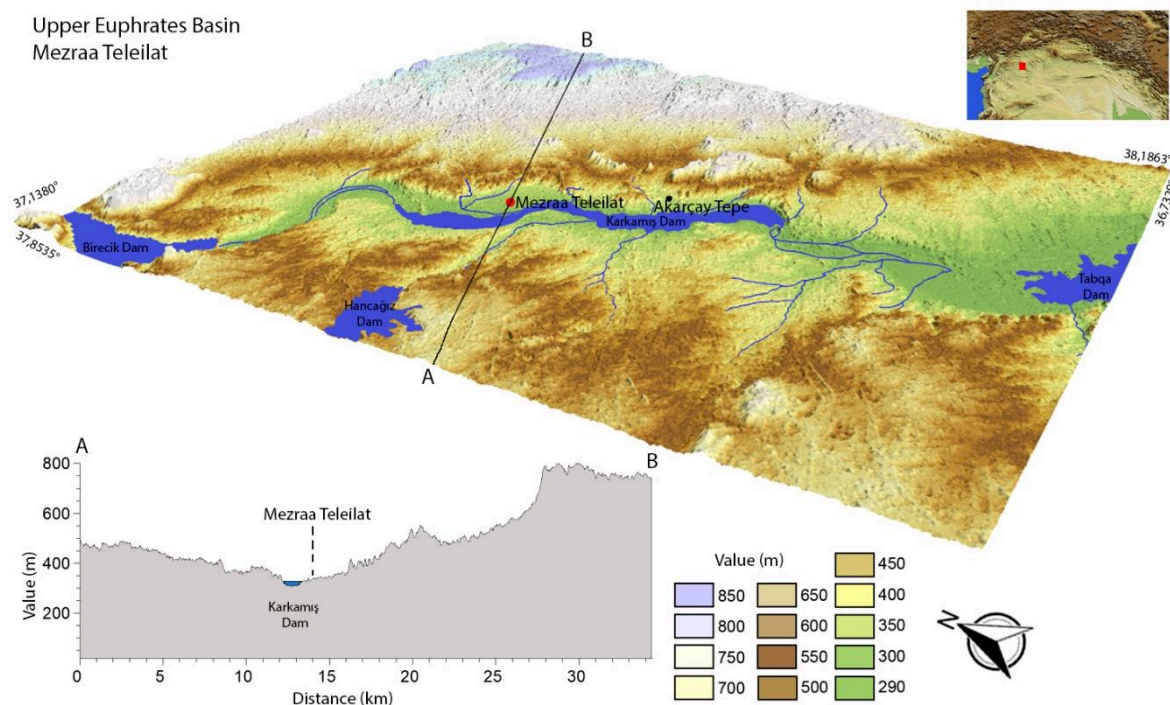 Upper Euphrates Basin
Mezraa Teleilat
B
37,1380°
37,8535°
38,1863°
36,7320°
Birecik Dam
Mezraa Teleilat
Akarçay Tepe
Karkamış Dam
Hancağız
Dam
Tabqa
Dam
A
A
B
800
600
400
200
Value (m)
Mezraa Teleilat
Karkamış
Dam
0
5
10
15
20
25
30
Distance (km)
Value (m)
850
800
750
700
650
600
550
500
450
400
350
300
290
N